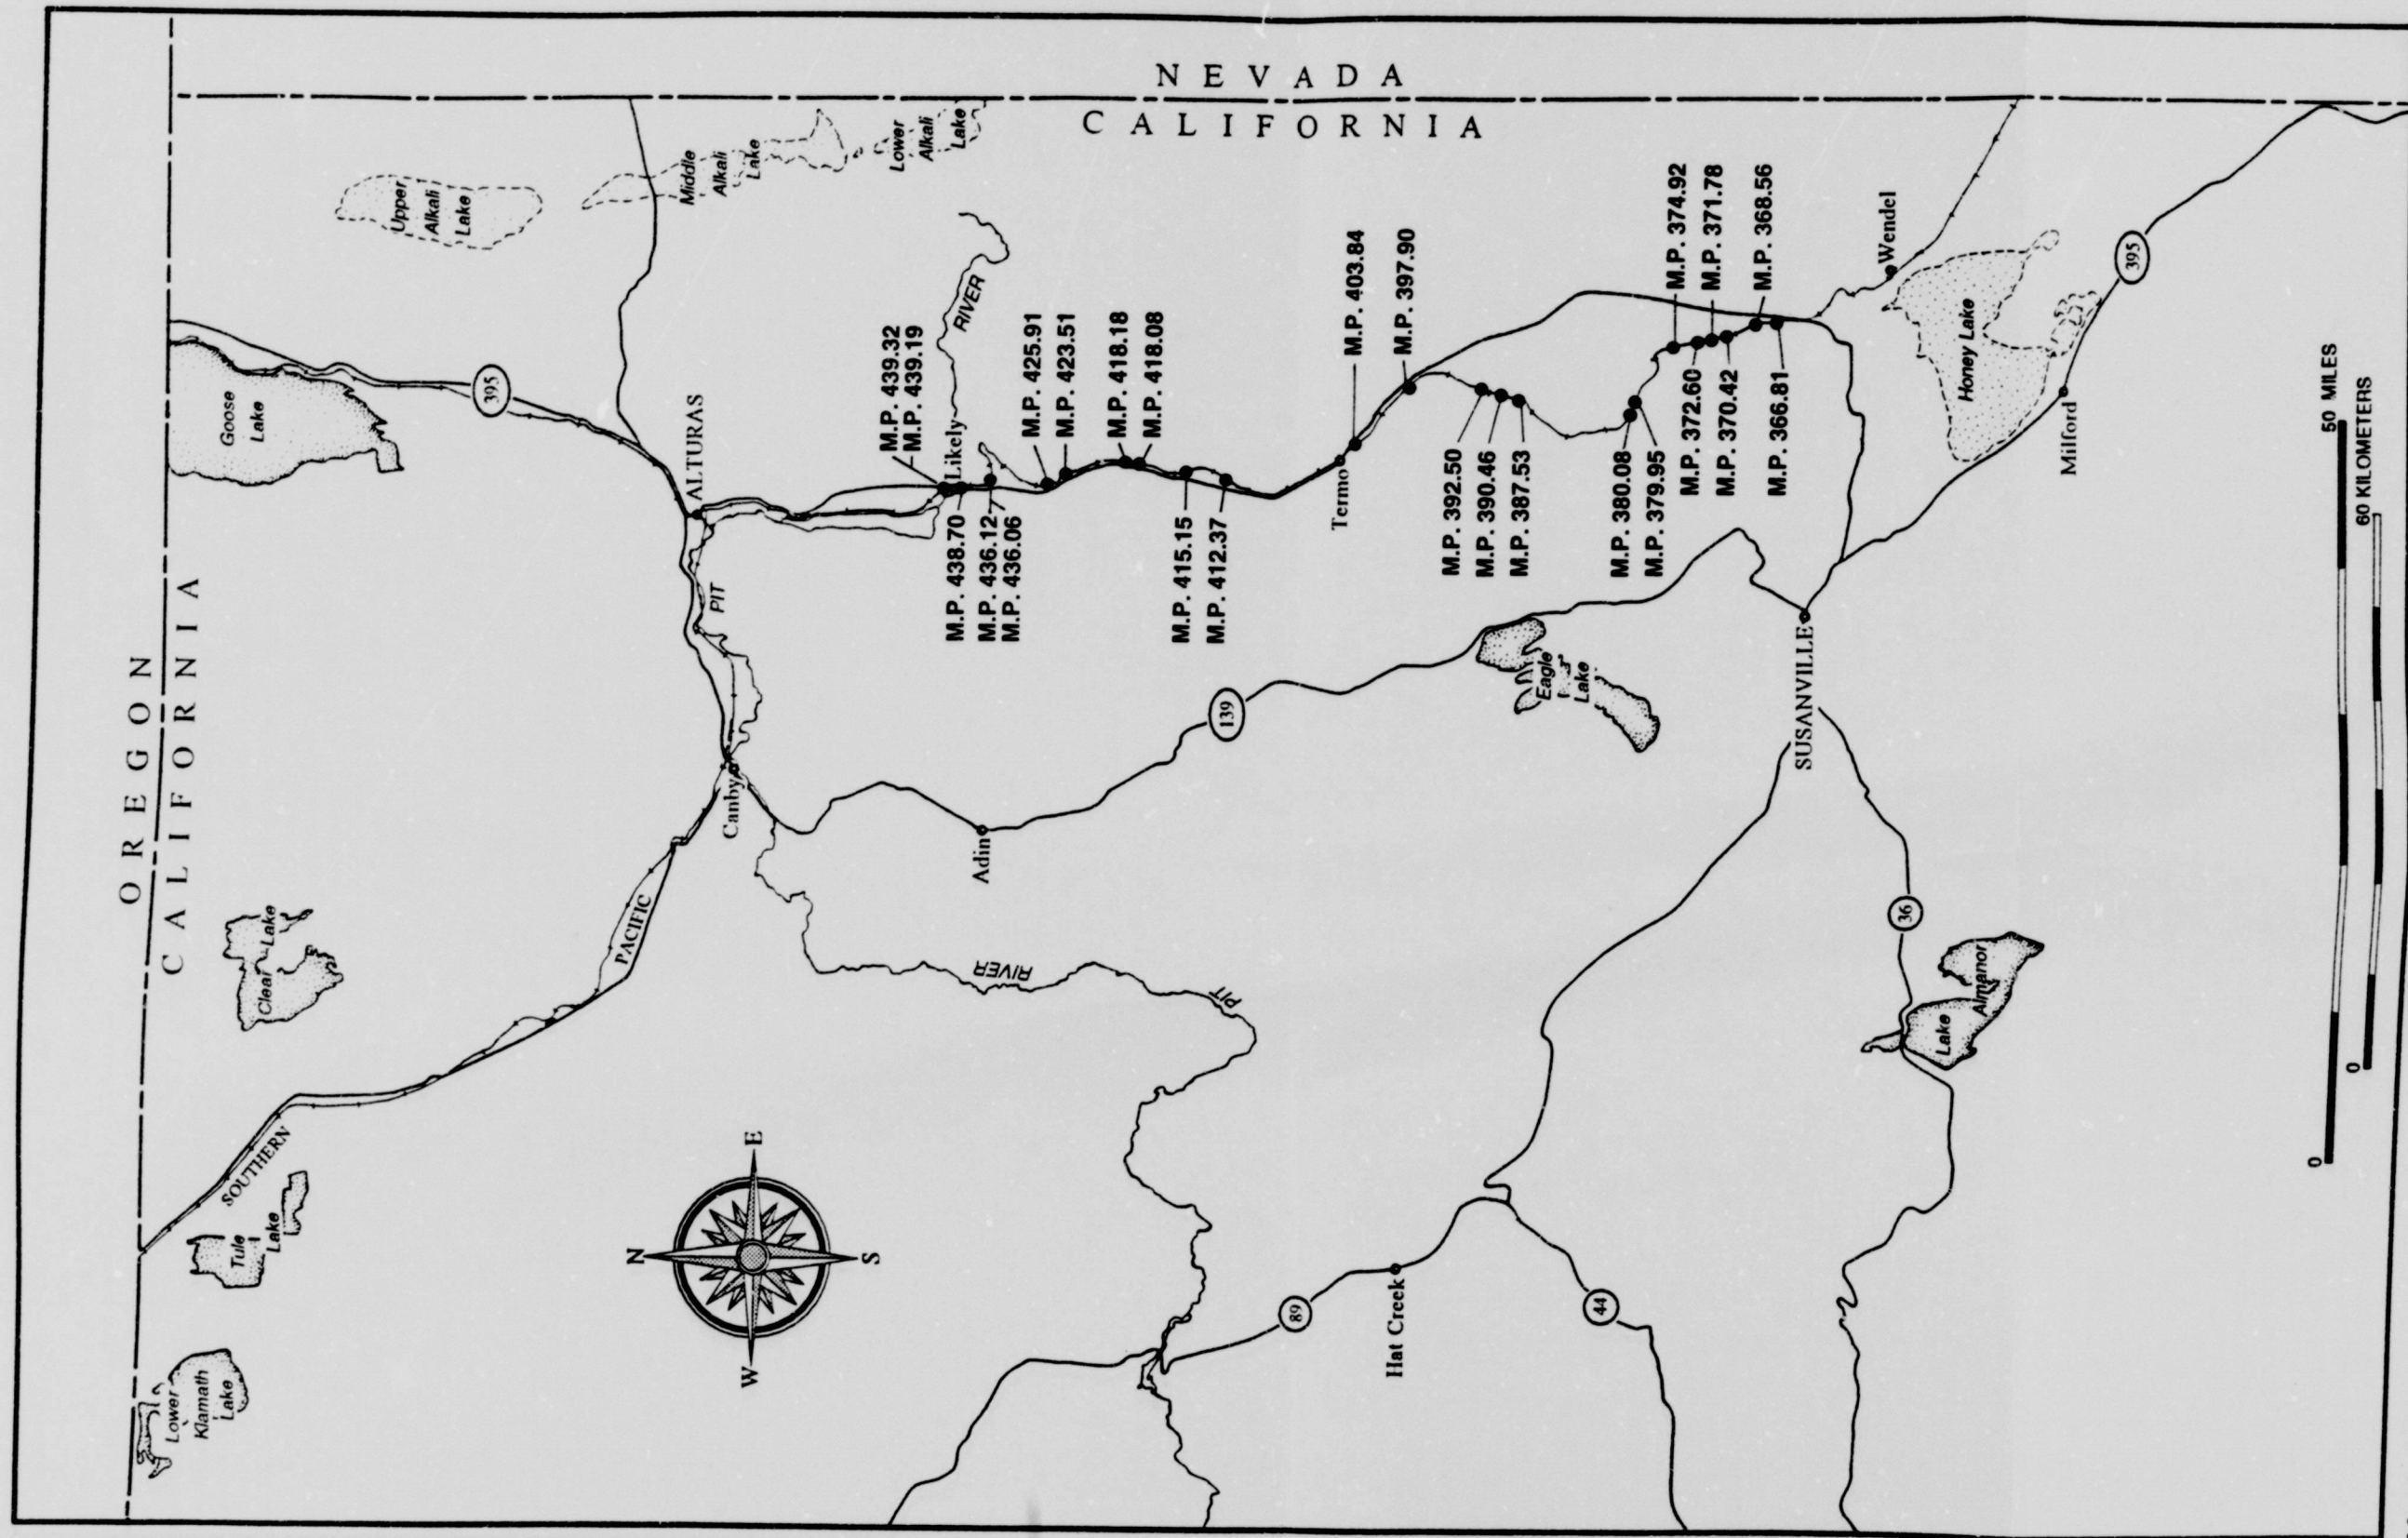 NEVADA
CALIFORNIA
OREGON
CALIFORNIA
Upper
Alkali
Lake
Middle
Alkali
Lake
Lower
Alkali
Lake
Goose
Lake
395
ALTURAS
RIVER
Likely
M.P. 439.32
M.P. 439.19
M.P. 438.70
M.P. 436.12
M.P. 436.06
M.P. 425.91
M.P. 423.51
M.P. 418.18
M.P. 418.08
M.P. 415.15
M.P. 412.37
Termo
M.P. 403.84
M.P. 397.90
M.P. 392.50
M.P. 390.46
M.P. 387.53
M.P. 380.08
M.P. 379.95
M.P. 374.92
M.P. 372.60
M.P. 371.78
M.P. 370.42
M.P. 368.56
M.P. 366.81
Wendel
Honey Lake
395
Milford
PIT
Canby
Adin
139
Eagle
Lake
SUSANVILLE
36
Lake
Almanor
Clear
Lake
SOUTHERN
PACIFIC
Tule
Lake
Lower
Klamath
Lake
N
E
S
W
RIVER
PIT
89
Hat Creek
44
0
50 MILES
0
60 KILOMETERS